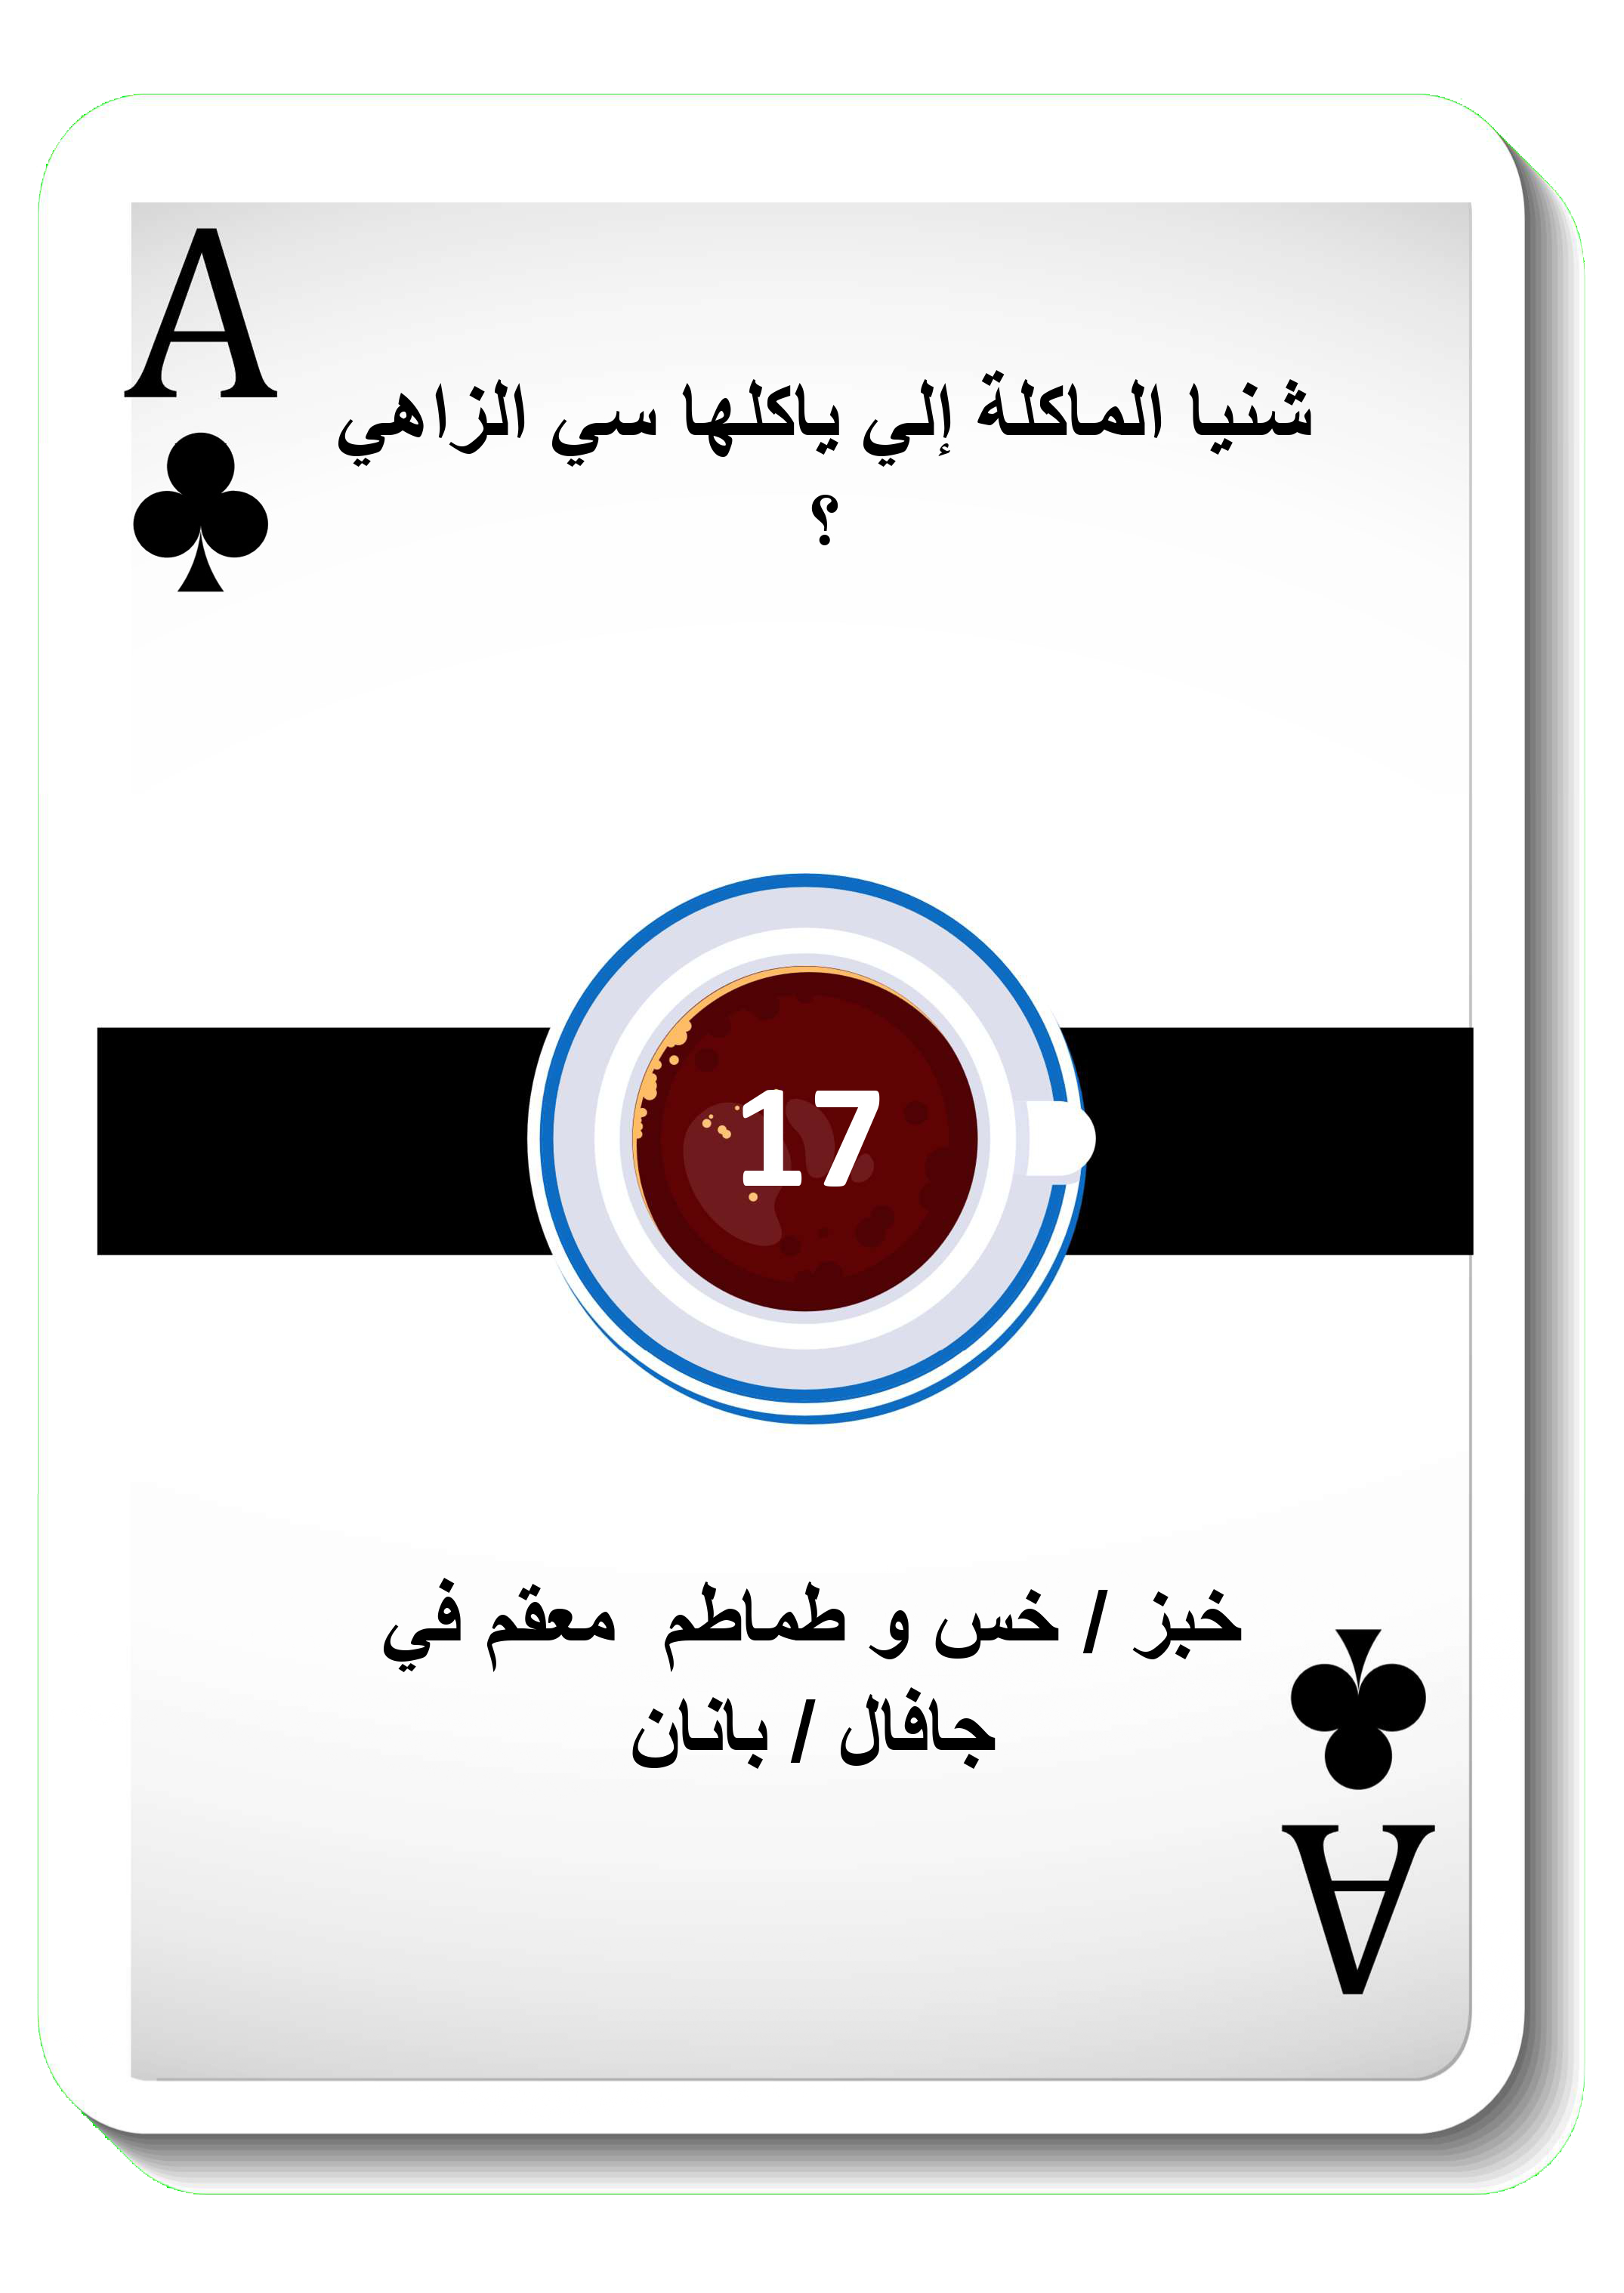 A
شنيا الماكلة إلي ياكلها سي الزاهي
؟
17
خبز / خس و طماطم معقم في
جافال / بانان
A